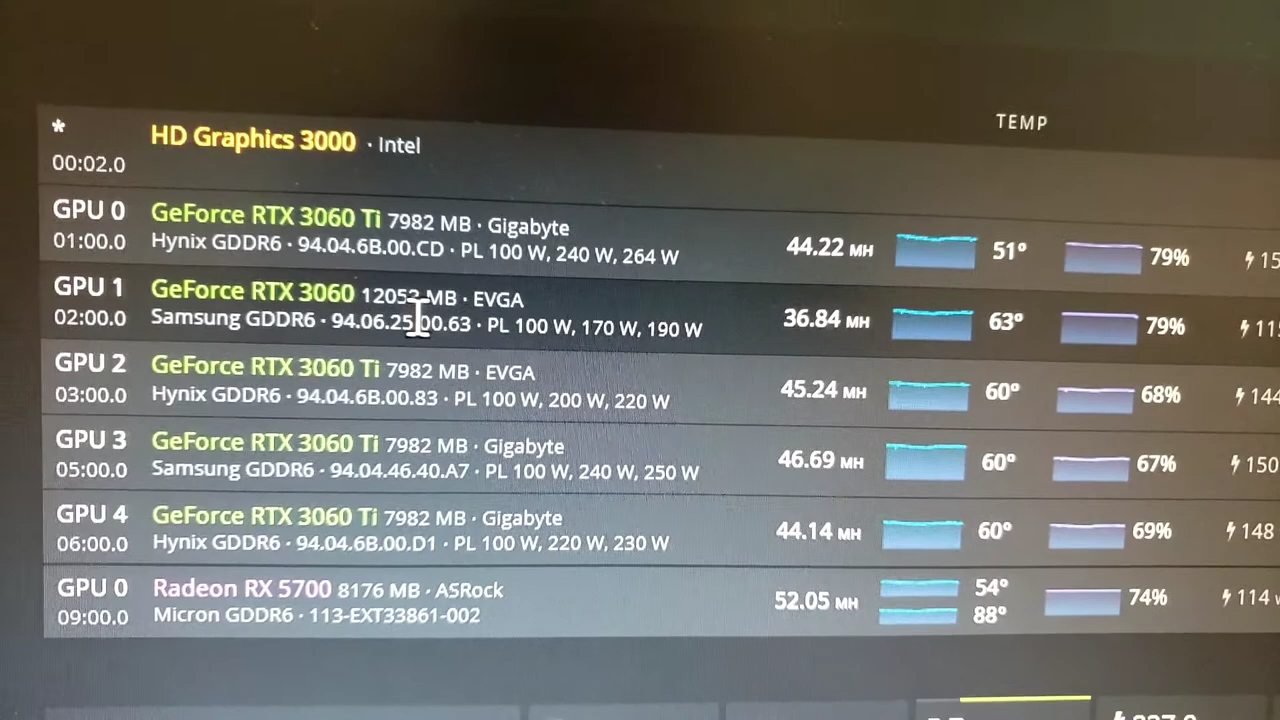 TEMP
* HD Graphics 3000 · Intel
00:02.0
GPU 0 GeForce RTX 3060 Ti 7982 MB · Gigabyte
01:00.0 Hynix GDDR6 · 94.04.6B.00.CD · PL 100 W, 240 W, 264 W 44.22 MH 51° 79%
GPU 1 GeForce RTX 3060 MB · EVGA
02:00.0 Samsung GDDR6 · 94.06.25.00.63 · PL 100 W, 170 W, 190 W 36.84 MH 63° 79%
GPU 2 GeForce RTX 3060 Ti 7982 MB · EVGA
03:00.0 Hynix GDDR6 · 94.04.6B.00.83 · PL 100 W, 200 W, 220 W 45.24 MH 60° 68% 144
GPU 3 GeForce RTX 3060 Ti 7982 MB · Gigabyte
05:00.0 Samsung GDDR6 · 94.04.46.40.A7 · PL 100 W, 240 W, 250 W 46.69 MH 60° 67% 150
GPU 4 GeForce RTX 3060 Ti 7982 MB · Gigabyte
06:00.0 Hynix GDDR6 · 94.04.6B.00.D1 · PL 100 W, 220 W, 230 W 44.14 MH 60° 69% 148
GPU 0 Radeon RX 5700 8176 MB · ASRock 54°
09:00.0 Micron GDDR6 · 113-EXT33861-002 52.05 MH 88° 74% 114 w